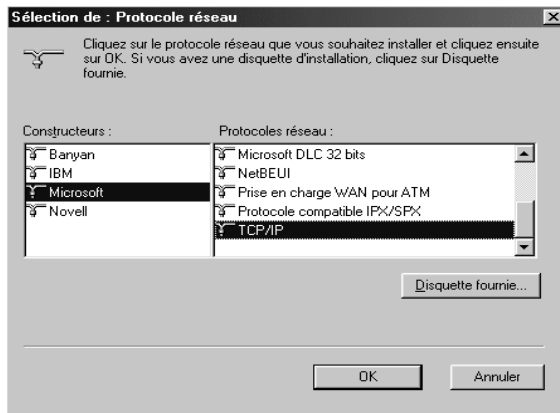 Sélection de : Protocole réseau
Cliquez sur le protocole réseau que vous souhaitez installer et cliquez ensuite
sur OK. Si vous avez une disquette d'installation, cliquez sur Disquette
fournie.
Constructeurs :
Banyan
IBM
Microsoft
Novell
Protocoles réseau :
Microsoft DLC 32 bits
NetBEUI
Prise en charge WAN pour ATM
Protocole compatible IPX/SPX
TCP/IP
Disquette fournie...
OK
Annuler